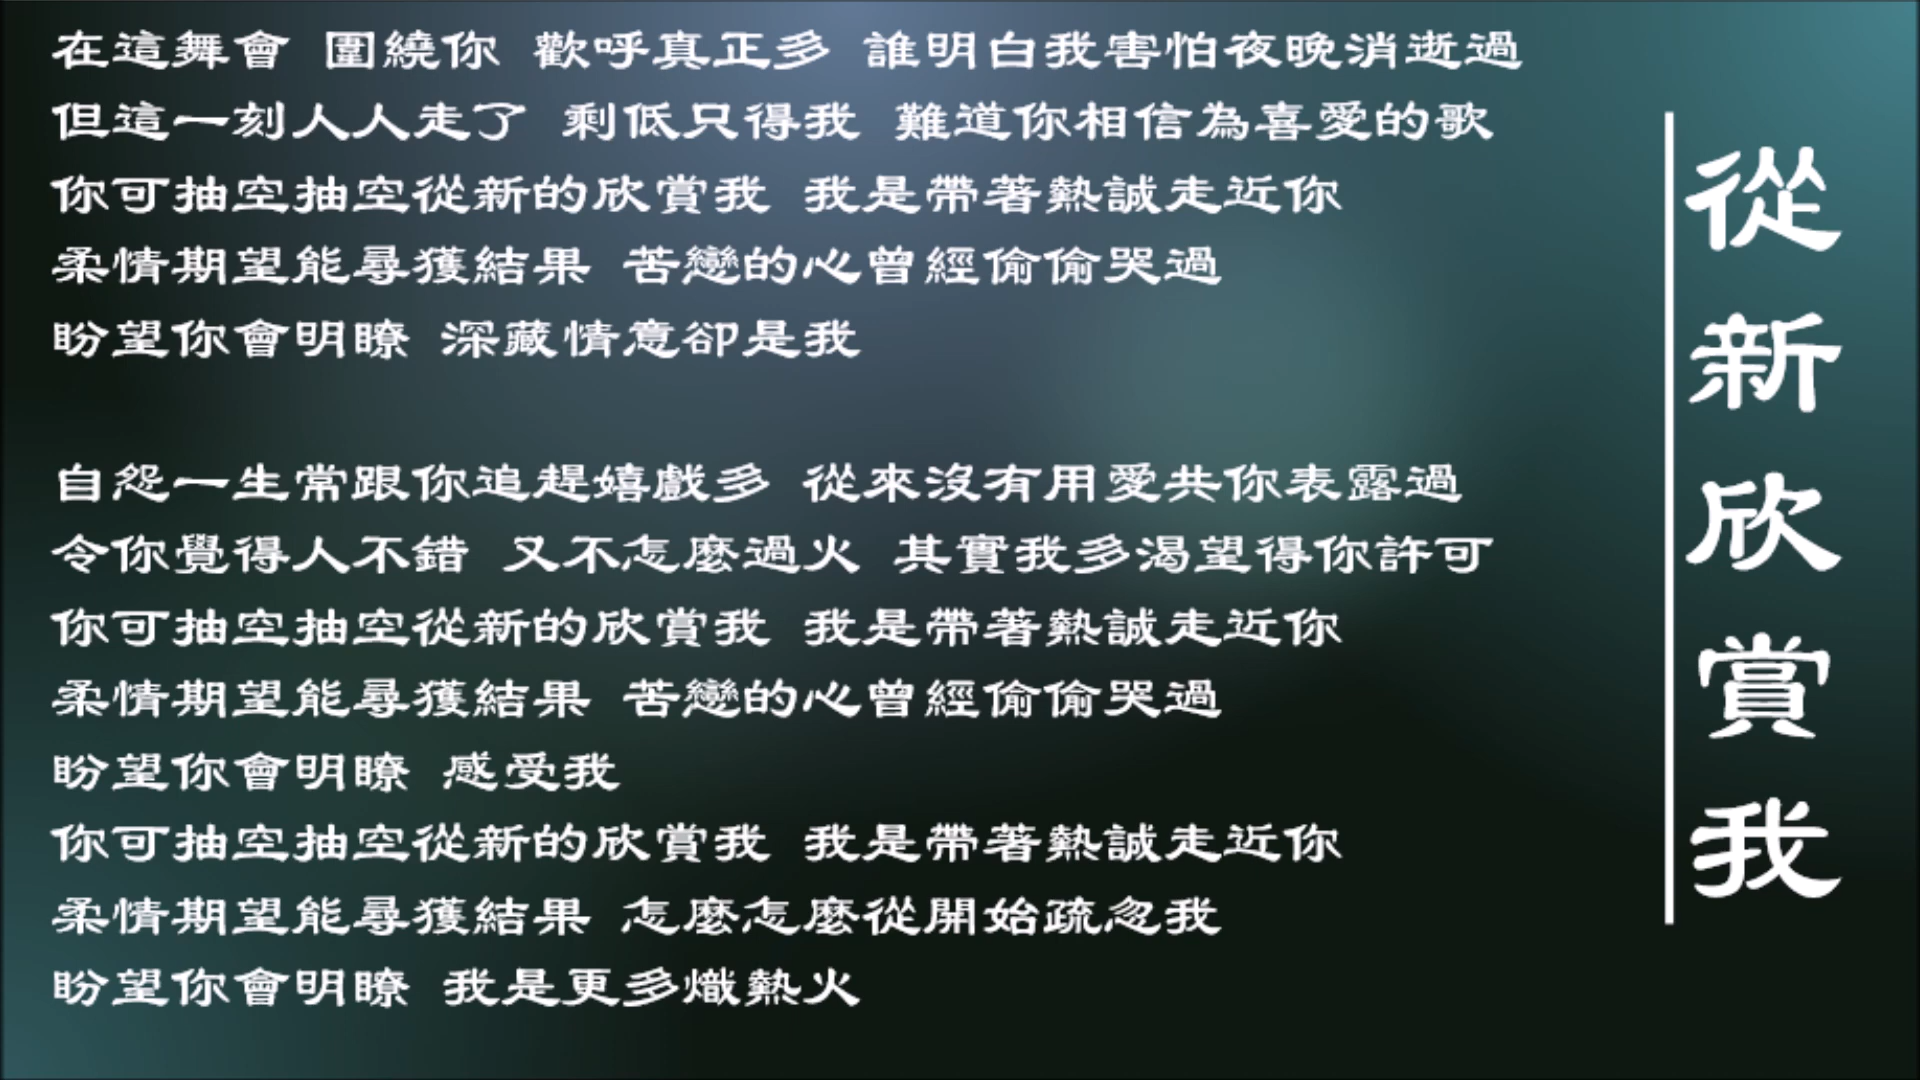 在這舞會 圍繞你 歡呼真正多 誰明白我害怕夜晚消逝過
但這一刻人人走了 剩低只得我 難道你相信為喜愛的歌
你可抽空抽空從新的欣賞我 我是帶著熱誠走近你
柔情期望能尋獲結果 苦戀的心曾經偷偷哭過
盼望你會明瞭 深藏情意卻是我
自怨一生常跟你追趕嬉戲多 從來沒有用愛共你表露過
令你覺得人不錯 又不怎麼過火 其實我多渴望得你許可
你可抽空抽空從新的欣賞我 我是帶著熱誠走近你
柔情期望能尋獲結果 苦戀的心曾經偷偷哭過
盼望你會明瞭 感受我
你可抽空抽空從新的欣賞我 我是帶著熱誠走近你
柔情期望能尋獲結果 怎麼怎麼從開始疏忽我
盼望你會明瞭 我是更多熾熱火
從新欣賞我